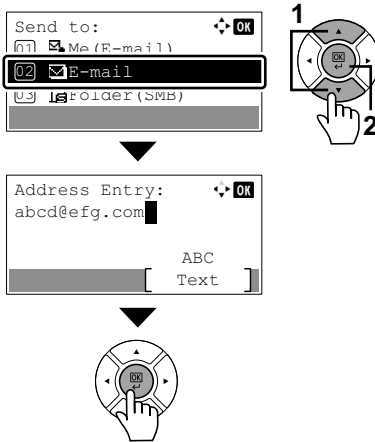 Send to: OK
01 Me(E-mail)
02 E-mail
03 Folder(SMB)
1
OK
2
Address Entry: OK
abcd@efg.com
ABC
[ Text ]
OK